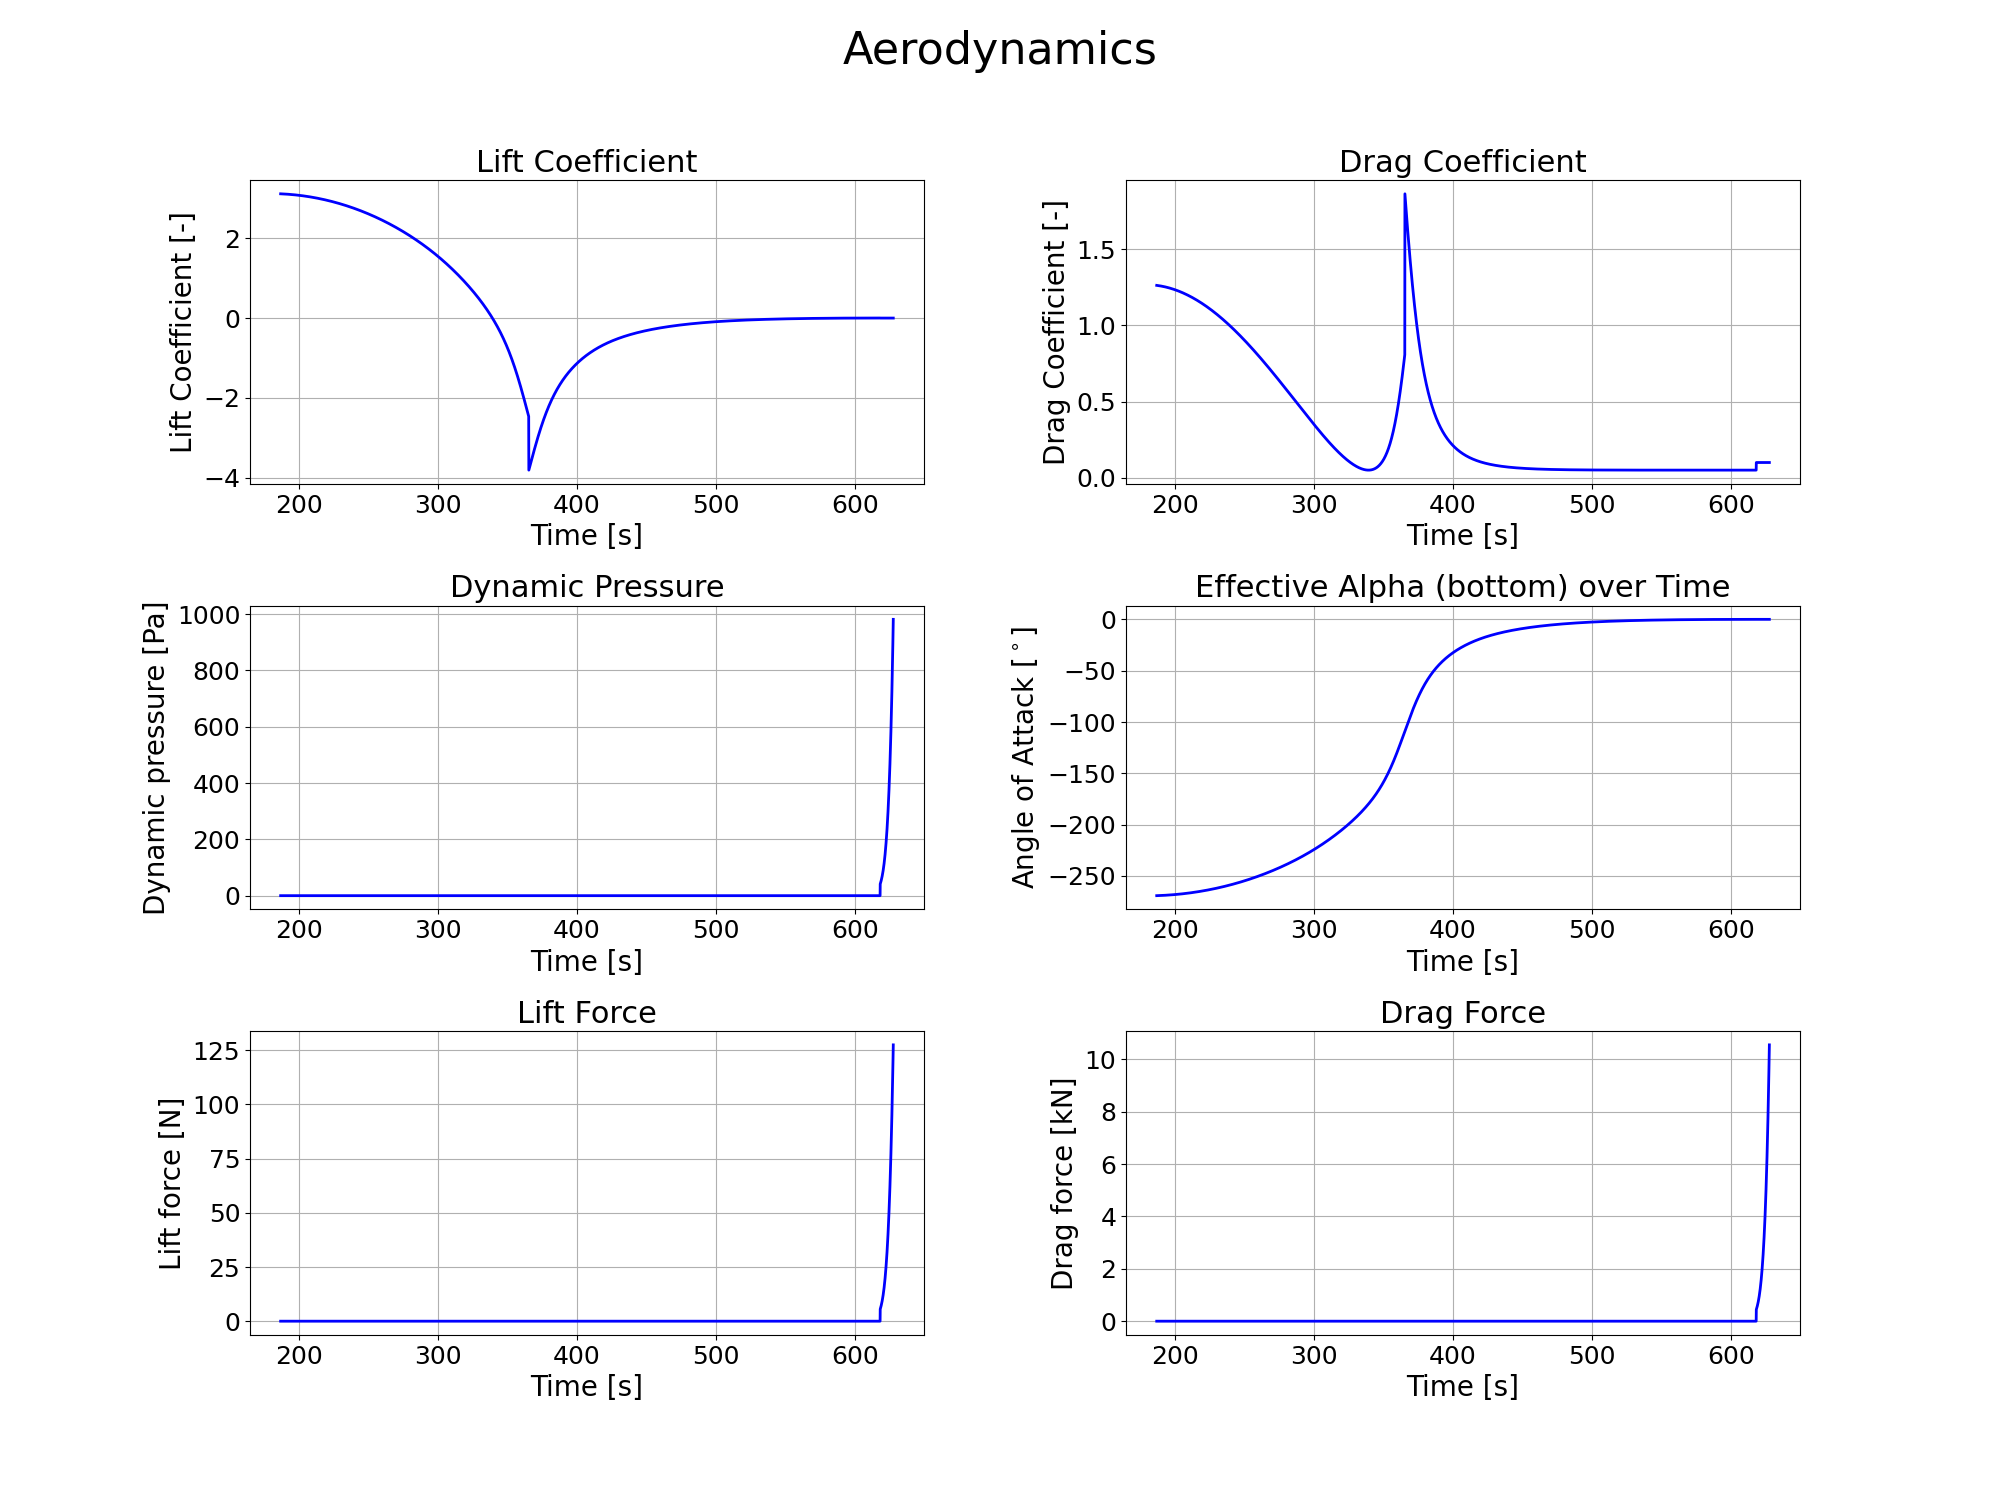 Aerodynamics
Lift Coefficient
Lift Coefficient [-]
2
0
−2
−4
200 300 400 500 600
Time [s]
Drag Coefficient
Drag Coefficient [-]
1.5
1.0
0.5
0.0
200 300 400 500 600
Time [s]
Dynamic Pressure
Dynamic pressure [Pa]
1000
800
600
400
200
0
200 300 400 500 600
Time [s]
Effective Alpha (bottom) over Time
Angle of Attack [°]
0
−50
−100
−150
−200
−250
200 300 400 500 600
Time [s]
Lift Force
Lift force [N]
125
100
75
50
25
0
200 300 400 500 600
Time [s]
Drag Force
Drag force [kN]
10
8
6
4
2
0
200 300 400 500 600
Time [s]